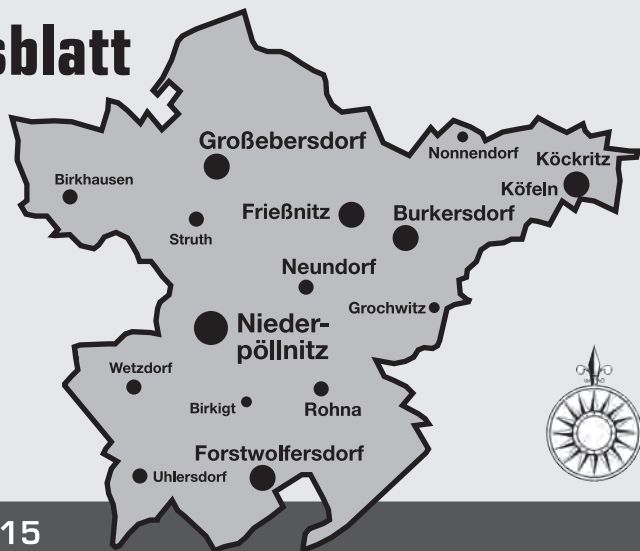 sblatt
Großebersdorf
Nonnendorf
Köckritz
Köfeln
Birkhausen
Frießnitz
Burkersdorf
Struth
Neundorf
Grochwitz
Nieder-
pöllnitz
Wetzdorf
Birkigt
Rohna
Forstwolfersdorf
Uhlersdorf
15